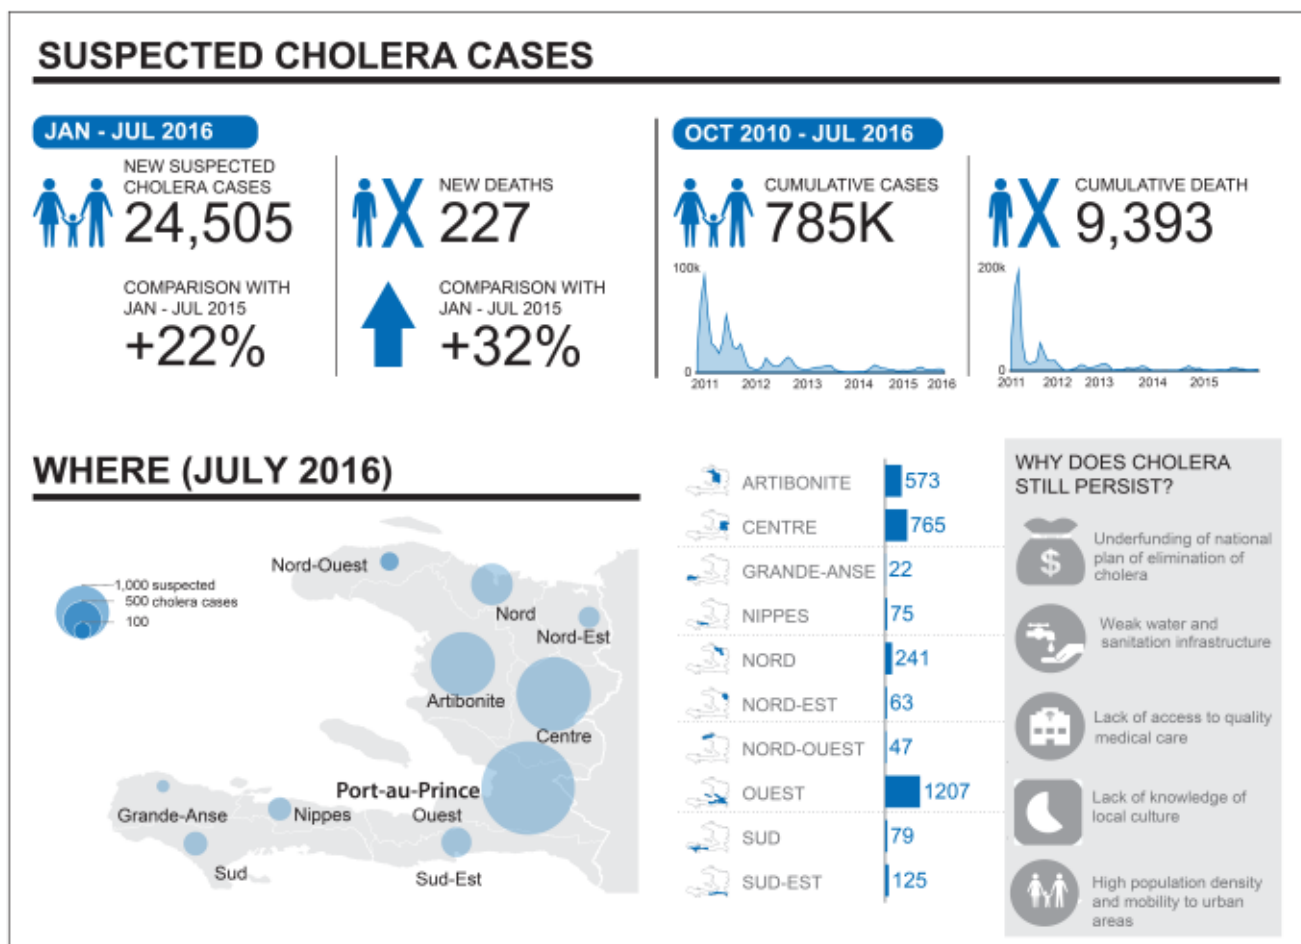 SUSPECTED CHOLERA CASES
JAN - JUL 2016
NEW SUSPECTED
CHOLERA CASES
24,505
COMPARISON WITH
JAN - JUL 2015
+22%
NEW DEATHS
227
COMPARISON WITH
JAN - JUL 2015
+32%
OCT 2010 - JUL 2016
CUMULATIVE CASES
785K
100k
0
2011 2012 2013 2014 2015 2016
CUMULATIVE DEATH
9,393
200k
0
2011 2012 2013 2014 2015
WHERE (JULY 2016)
1,000 suspected
500 cholera cases
100
Nord-Ouest
Nord
Nord-Est
Artibonite
Centre
Port-au-Prince
Ouest
Grande-Anse
Nippes
Sud
Sud-Est
ARTIBONITE 573
CENTRE 765
GRANDE-ANSE 22
NIPPES 75
NORD 241
NORD-EST 63
NORD-OUEST 47
OUEST 1207
SUD 79
SUD-EST 125
WHY DOES CHOLERA
STILL PERSIST?
$
Underfunding of national
plan of elimination of
cholera
Weak water and
sanitation infrastructure
Lack of access to quality
medical care
Lack of knowledge of
local culture
High population density
and mobility to urban
areas